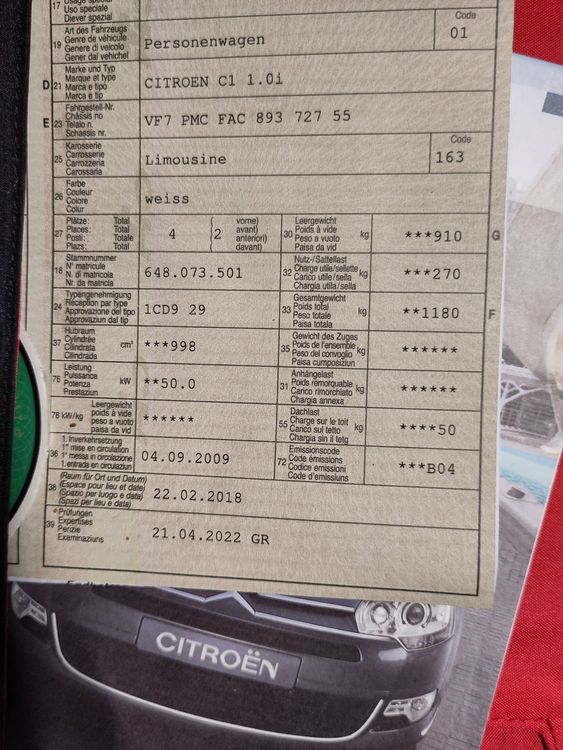 17
Uso speciale
Diever spezial
19
Art des Fahrzeugs
Genre de véhicule
Genere di veicolo
Gener dal vehichel
Personenwagen
Code
01
D
21
Marke und Typ
Marque et type
Marca e tipo
Marca e tip
CITROEN C1 1.0i
E
23
Fahrgestell-Nr.
Châssis no
Telaio n.
Schassis nr.
VF7 PMC FAC 893 727 55
25
Karosserie
Carrosserie
Carrozzeria
Carossaria
Limousine
Code
163
26
Farbe
Couleur
Colore
Colur
weiss
27
Plätze: Total
Places: Total
Posti: Totale
Plazs: Total
4
(2
vorne)
avant)
anteriori)
davant)
30
Leergewicht
Poids à vide
Peso a vuoto
Paisa da vid
kg
***910
G
18
Stammnummer
N° matricule
N. di matricola
Nr. da matricla
648.073.501
32
Nutz-/Sattellast
Charge utile/sellette
Carico utile/sella
Chargia utila/sella
kg
***270
24
Typengenehmigung
Réception par type
Approvazione del tipo
Approvaziun dal tip
1CD9 29
33
Gesamtgewicht
Poids total
Peso totale
Paisa totala
kg
**1180
F
37
Hubraum
Cylindrée
Cilindrata
Cilindrada
cm³
***998
35
Gewicht des Zuges
Poids de l'ensemble
Peso del convoglio
Paisa cumposiziun
kg
******
76
Leistung
Puissance
Potenza
Prestaziun
kW
**50.0
31
Anhängelast
Poids remorquable
Carico rimorchiato
Chargia annexa
kg
******
78 kW/kg
Leergewicht
poids à vide
peso a vuoto
paisa da vid
******
55
Dachlast
Charge sur le toit
Carico sul tetto
Chargia sin il tetg
kg
****50
36
1. Inverkehrsetzung
1re mise en circulation
1a messa in circolazione
1. entrada en circulaziun
04.09.2009
72
Emissionscode
Code émissions
Codice emissioni
Code d'emissiuns
***B04
38
(Raum für Ort und Datum)
(Espace pour lieu et date)
(Spazio per luogo e data)
(Spazi per lieu e data)
22.02.2018
39
Prüfungen
Expertises
Perizie
Examinaziuns
21.04.2022 GR
CITROËN